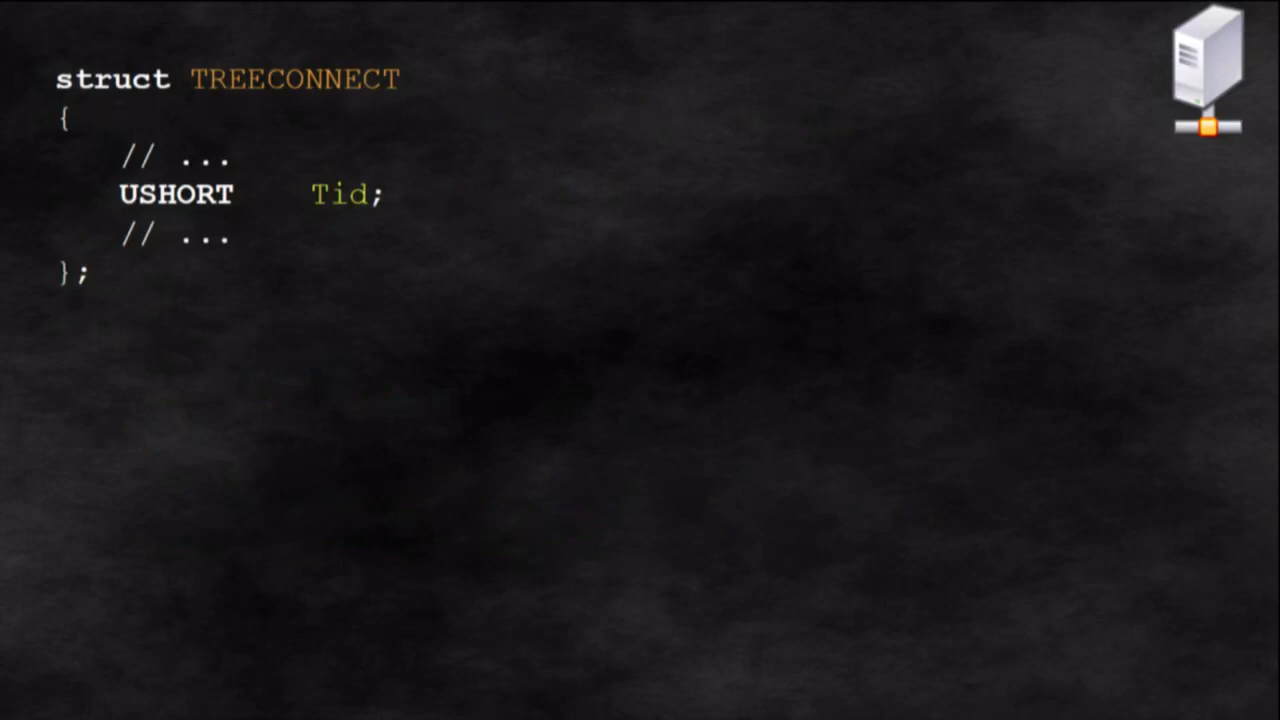 struct TREECONNECT
{
// ...
USHORT Tid;
// ...
};